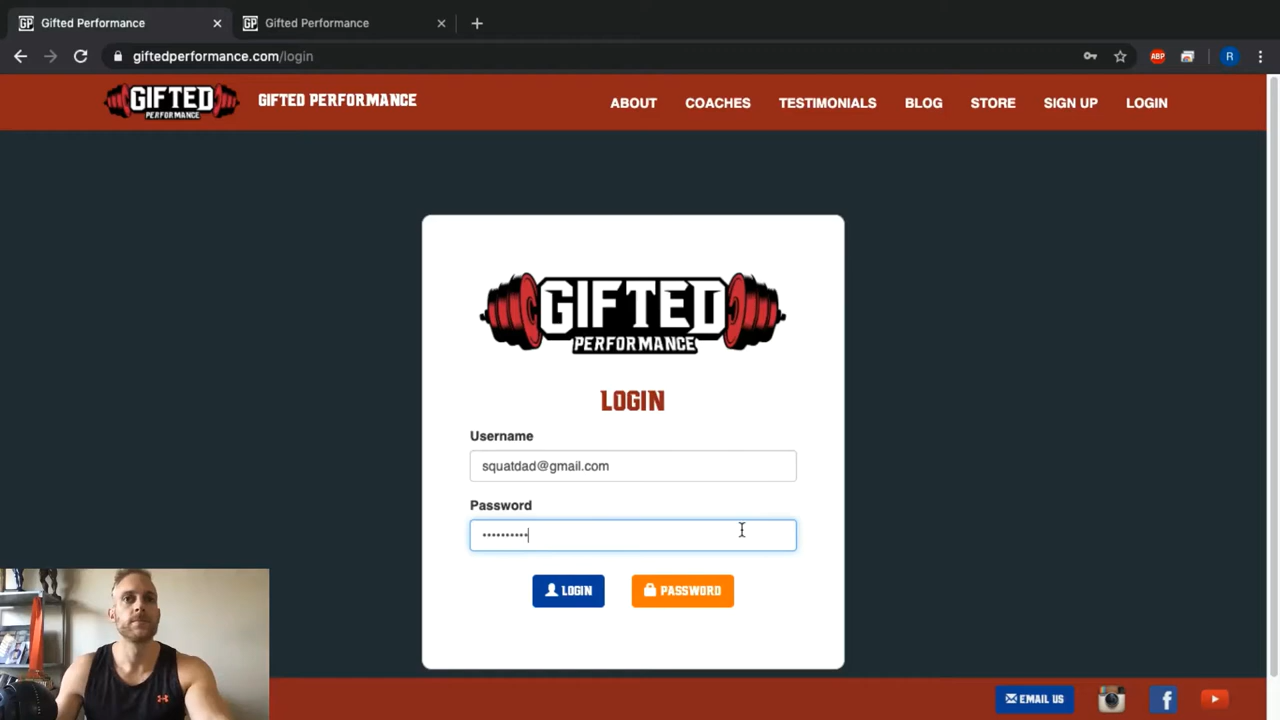 Gifted Performance
Gifted Performance
giftedperformance.com/login
ABP
R
GIFTED PERFORMANCE
GIFTED PERFORMANCE
ABOUT
COACHES
TESTIMONIALS
BLOG
STORE
SIGN UP
LOGIN
GIFTED
PERFORMANCE
LOGIN
Username
squatdad@gmail.com
Password
••••••••••
LOGIN
PASSWORD
EMAIL US